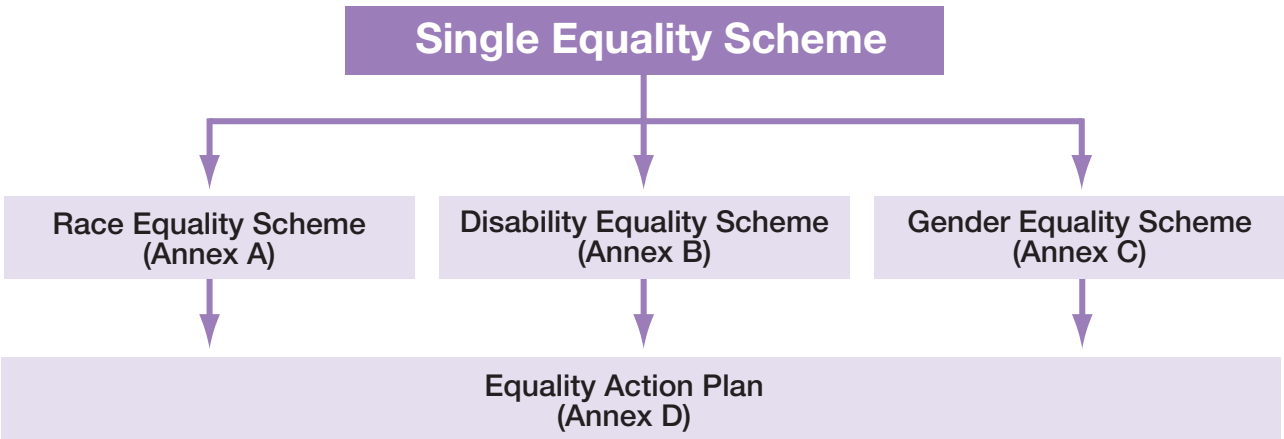 Single Equality Scheme
Race Equality Scheme
(Annex A)
Disability Equality Scheme
(Annex B)
Gender Equality Scheme
(Annex C)
Equality Action Plan
(Annex D)